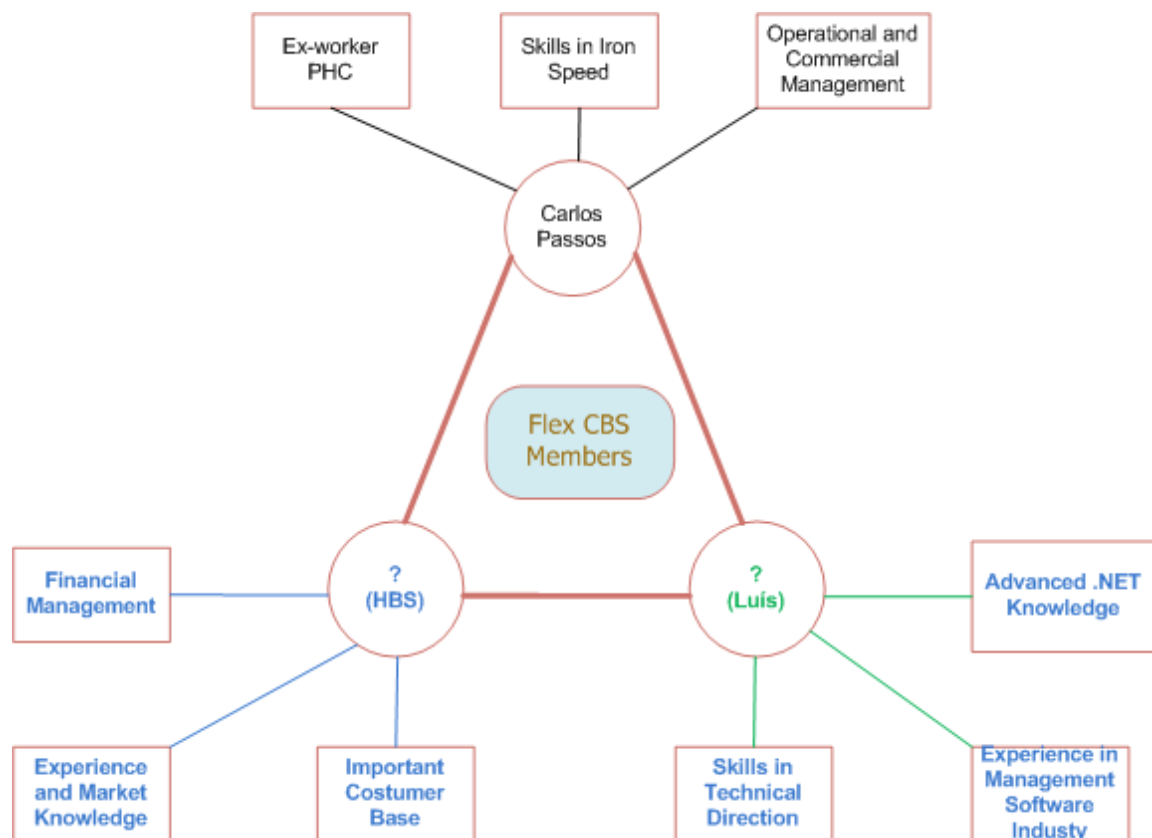 Ex-worker
PHC
Skills in Iron
Speed
Operational and
Commercial
Management
Carlos
Passos
Flex CBS
Members
Financial
Management
?
(HBS)
?
(Luís)
Advanced .NET
Knowledge
Experience
and Market
Knowledge
Important
Costumer
Base
Skills in
Technical
Direction
Experience in
Management
Software
Industy